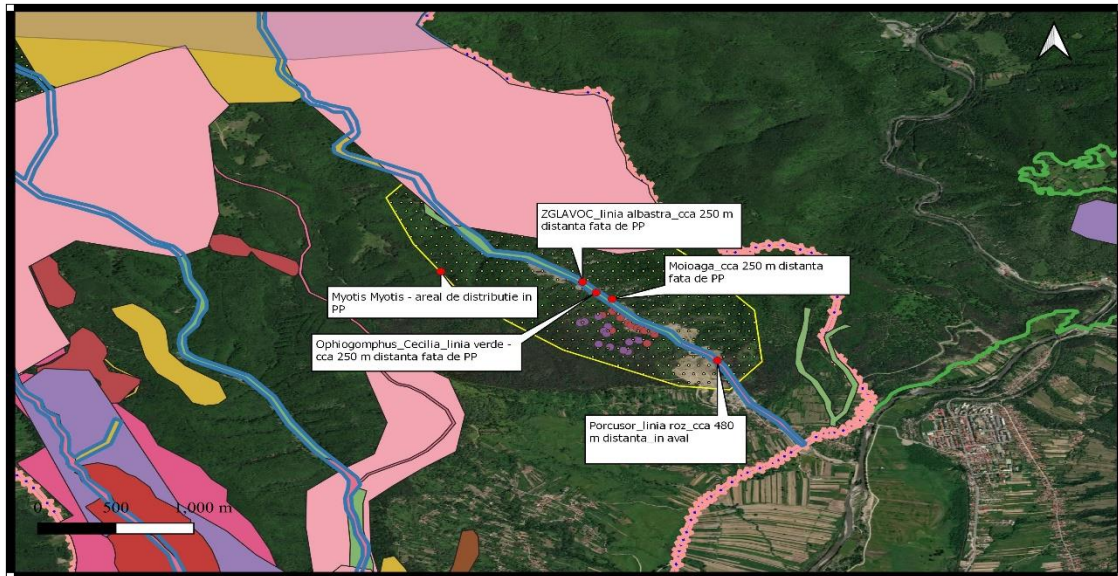 ZGLAVOC_linia albastra_cca 250 m
distanta fata de PP
Moioaga_cca 250 m distanta
fata de PP
Myotis Myotis - areal de distributie in
PP
Ophiogomphus_Cecilia_linia verde -
cca 250 m distanta fata de PP
Porcusor_linia roz_cca 480
m distanta_in aval
0 500 1,000 m